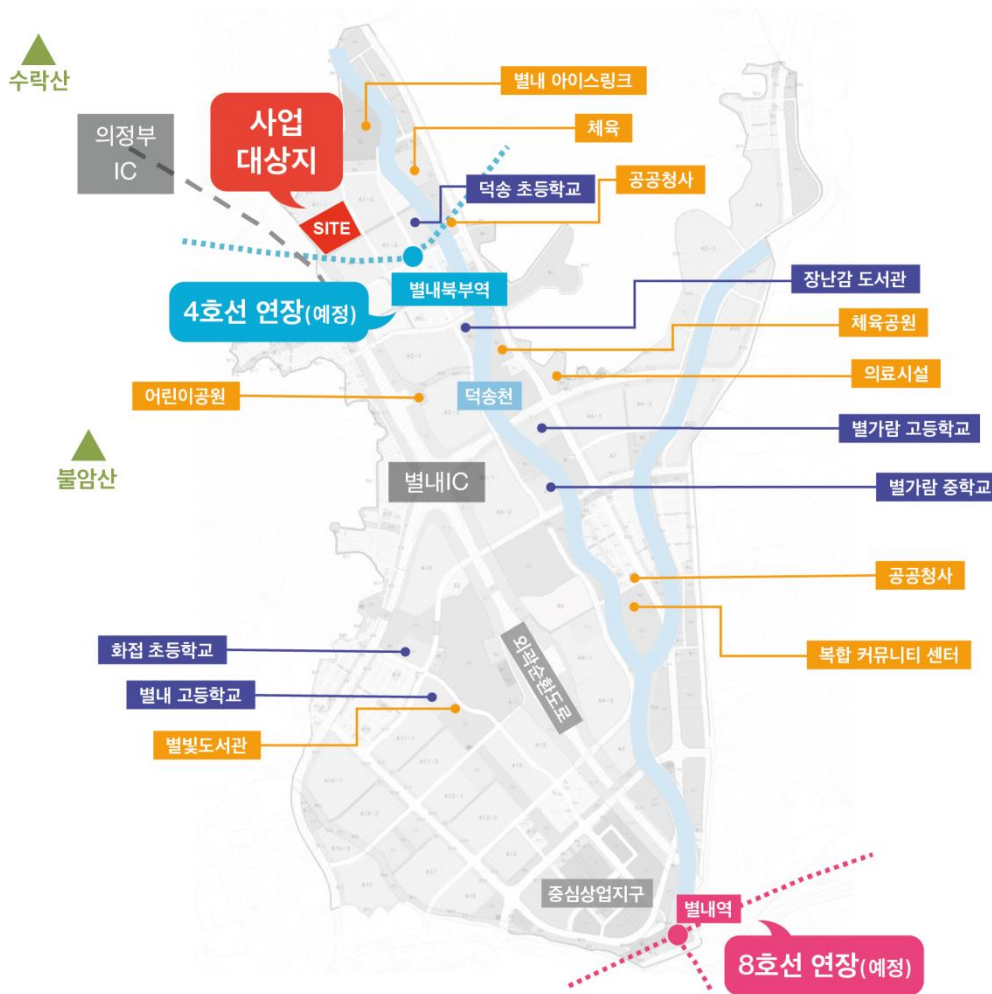 수락산
별내 아이스링크
의정부
IC
사업
대상지
체육
덕송 초등학교
공공청사
SITE
4호선 연장(예정)
별내북부역
장난감 도서관
체육공원
의료시설
어린이공원
덕송천
별가람 고등학교
불암산
별내IC
별가람 중학교
공공청사
화접 초등학교
복합 커뮤니티 센터
외곽순환도로
별내 고등학교
별빛도서관
중심상업지구
별내역
8호선 연장(예정)